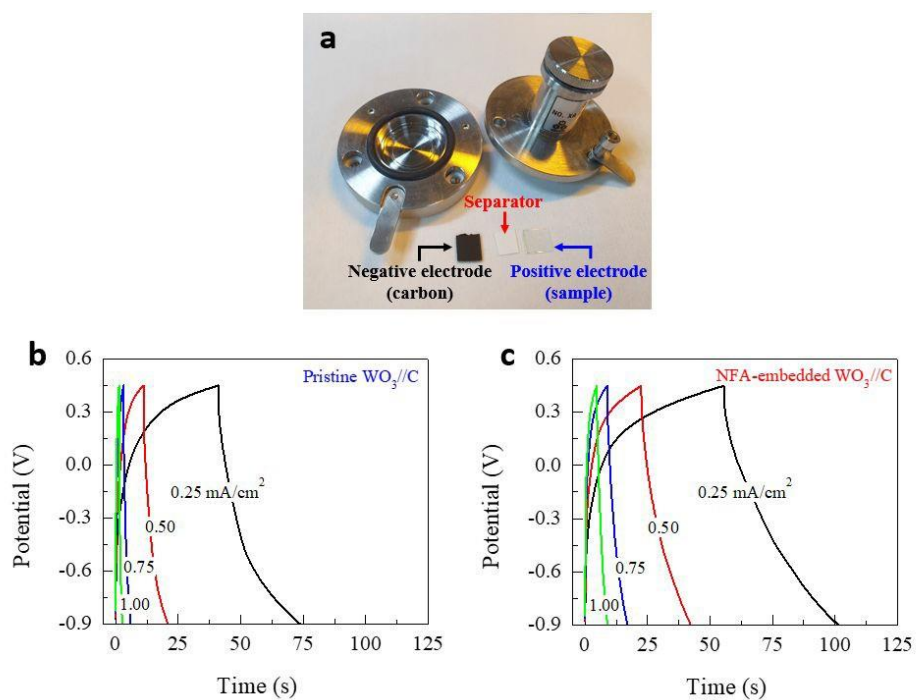 a
NO. XA
Separator
Negative electrode
(carbon)
Positive electrode
(sample)
b
Pristine WO₃//C
0.6
0.3
0.0
-0.3
-0.6
-0.9
Potential (V)
0.25 mA/cm²
0.50
0.75
1.00
0 25 50 75 100 125
Time (s)
c
NFA-embedded WO₃//C
0.6
0.3
0.0
-0.3
-0.6
-0.9
Potential (V)
0.25 mA/cm²
0.50
0.75
1.00
0 25 50 75 100 125
Time (s)